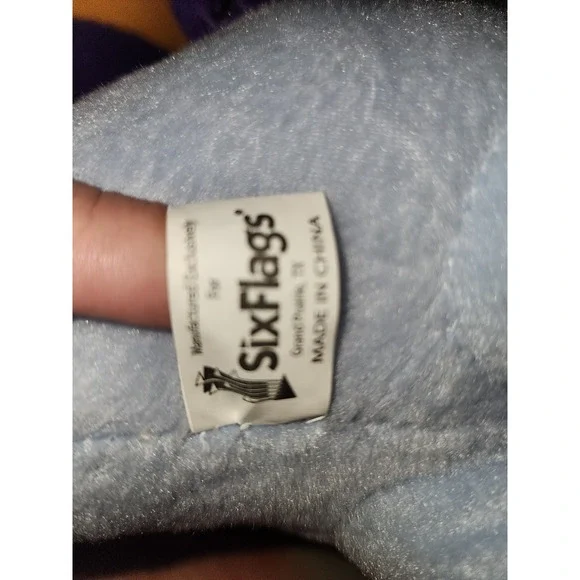 Manufactured Exclusively
For
SixFlags
Grand Prairie, TX
MADE IN CHINA